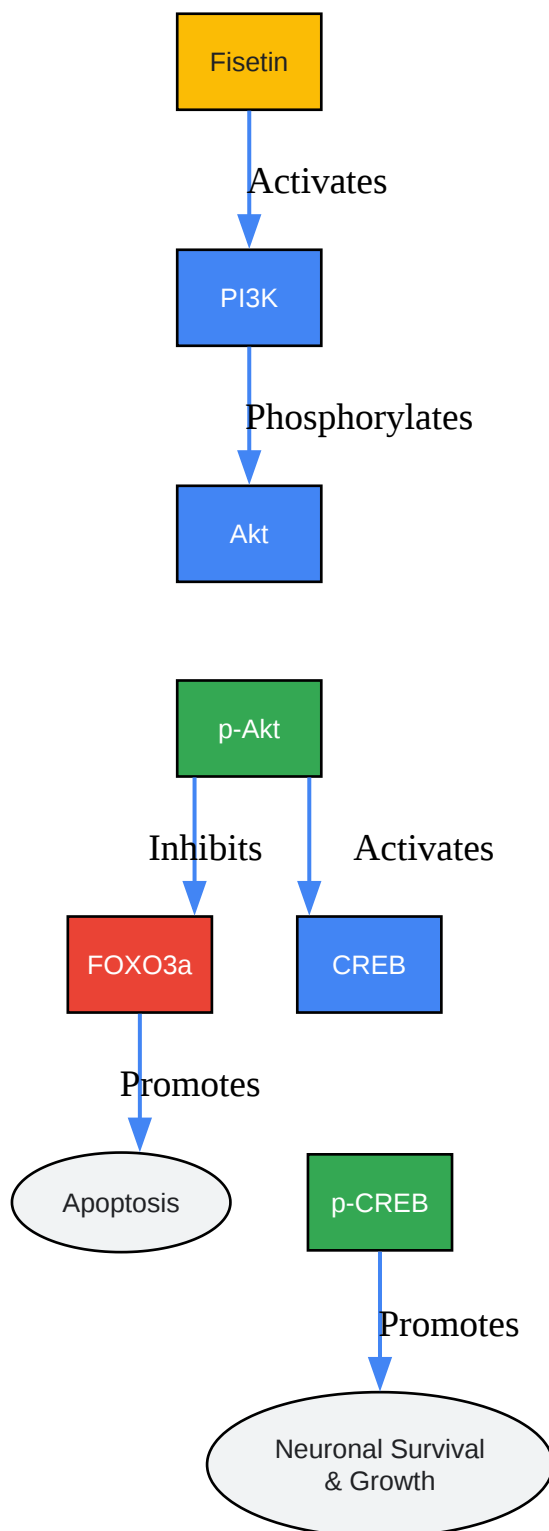 Fisetin
Activates
PI3K
Phosphorylates
Akt
p-Akt
Inhibits
Activates
FOXO3a
CREB
Promotes
Apoptosis
p-CREB
Promotes
Neuronal Survival
& Growth